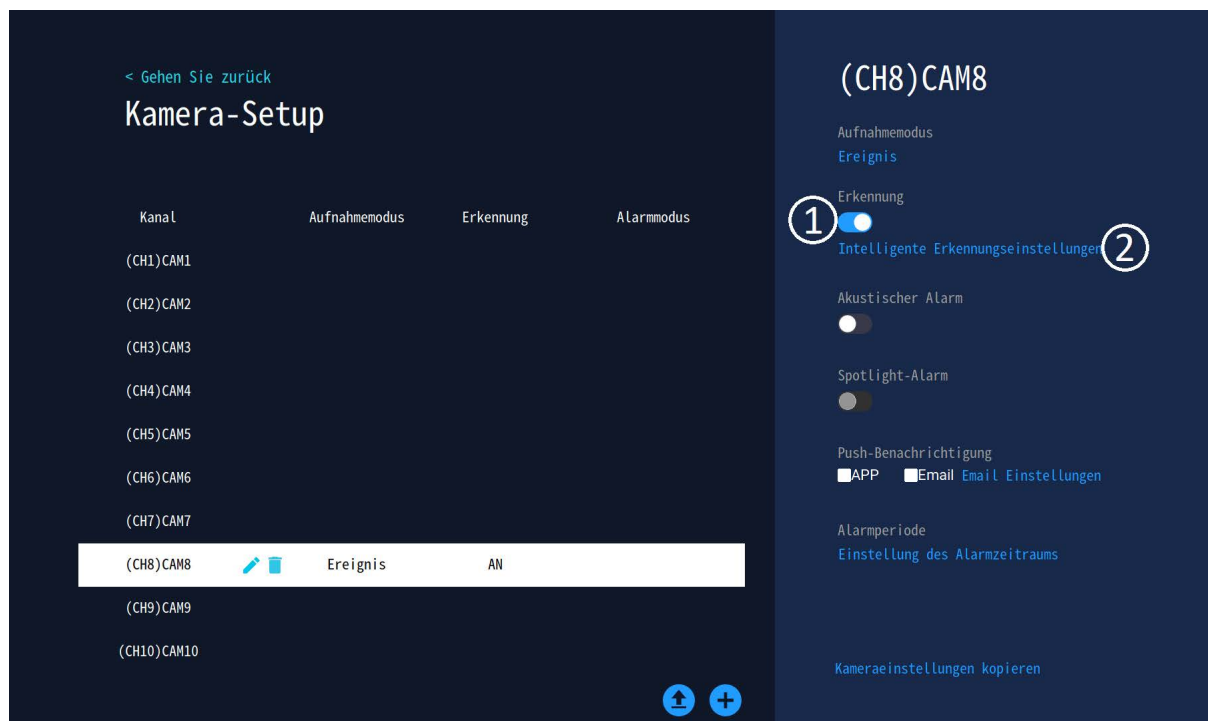 < Gehen Sie zurück
Kamera-Setup
Kanal Aufnahmemodus Erkennung Alarmmodus
(CH1)CAM1
(CH2)CAM2
(CH3)CAM3
(CH4)CAM4
(CH5)CAM5
(CH6)CAM6
(CH7)CAM7
(CH8)CAM8 Ereignis AN
(CH9)CAM9
(CH10)CAM10
(CH8)CAM8
Aufnahmemodus
Ereignis
Erkennung
1
Intelligente Erkennungseinstellungen 2
Akustischer Alarm
Spotlight-Alarm
Push-Benachrichtigung
APP Email Email Einstellungen
Alarmperiode
Einstellung des Alarmzeitraums
Kameraeinstellungen kopieren